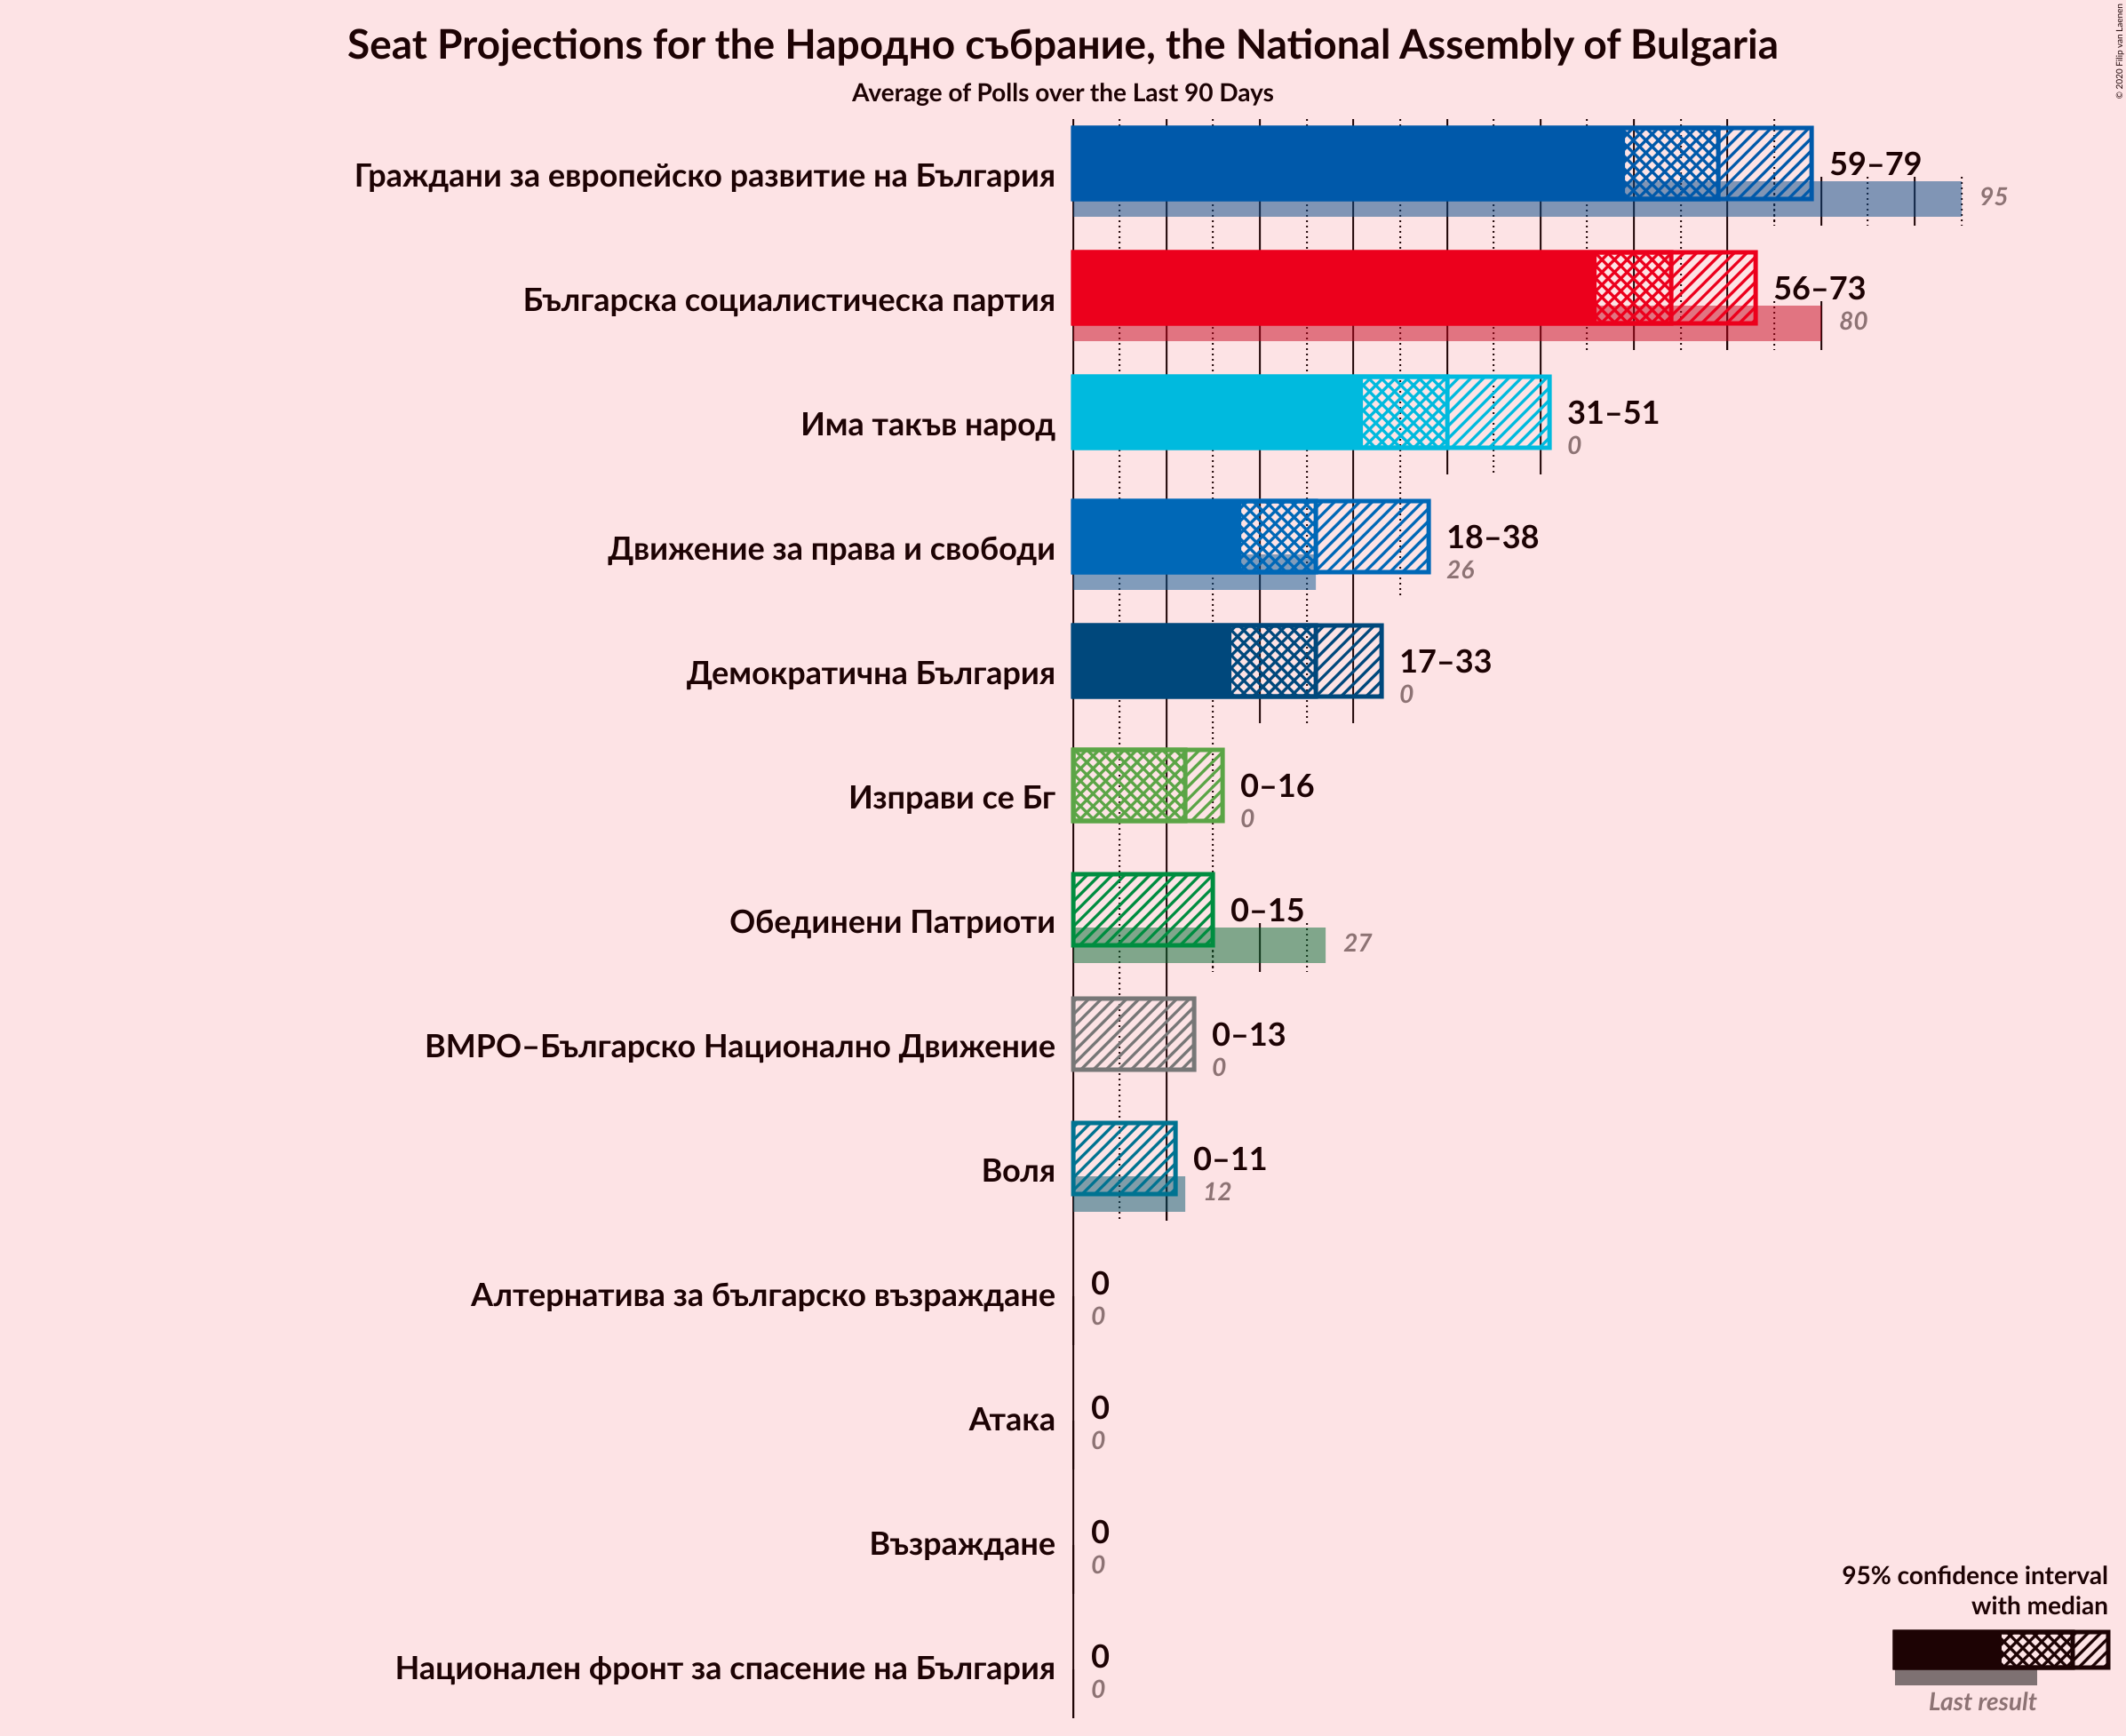 Seat Projections for the Народно събрание, the National Assembly of Bulgaria
Average of Polls over the Last 90 Days
© 2020 Filip van Laenen
Граждани за европейско развитие на България
59–79
95
Българска социалистическа партия
56–73
80
Има такъв народ
31–51
0
Движение за права и свободи
18–38
26
Демократична България
17–33
0
Изправи се Бг
0–16
0
Обединени Патриоти
0–15
27
ВМРО–Българско Национално Движение
0–13
0
Воля
0–11
12
Алтернатива за българско възраждане
0
0
Атака
0
0
Възраждане
0
0
Национален фронт за спасение на България
0
0
95% confidence interval
with median
Last result